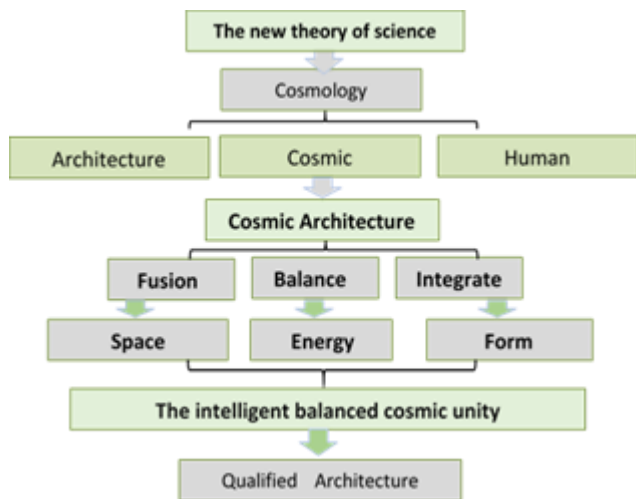 The new theory of science
Cosmology
Architecture Cosmic Human
Cosmic Architecture
Fusion Balance Integrate
Space Energy Form
The intelligent balanced cosmic unity
Qualified Architecture